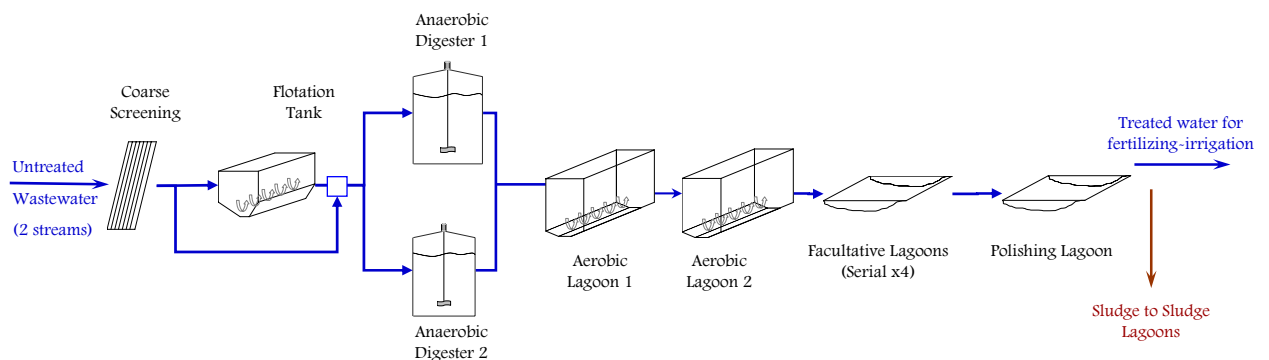 Anaerobic
Digester 1
Coarse
Screening
Flotation
Tank
Untreated
Wastewater
(2 streams)
Treated water for
fertilizing-irrigation
Aerobic
Lagoon 1
Aerobic
Lagoon 2
Facultative Lagoons
(Serial x4)
Polishing Lagoon
Sludge to Sludge
Lagoons
Anaerobic
Digester 2